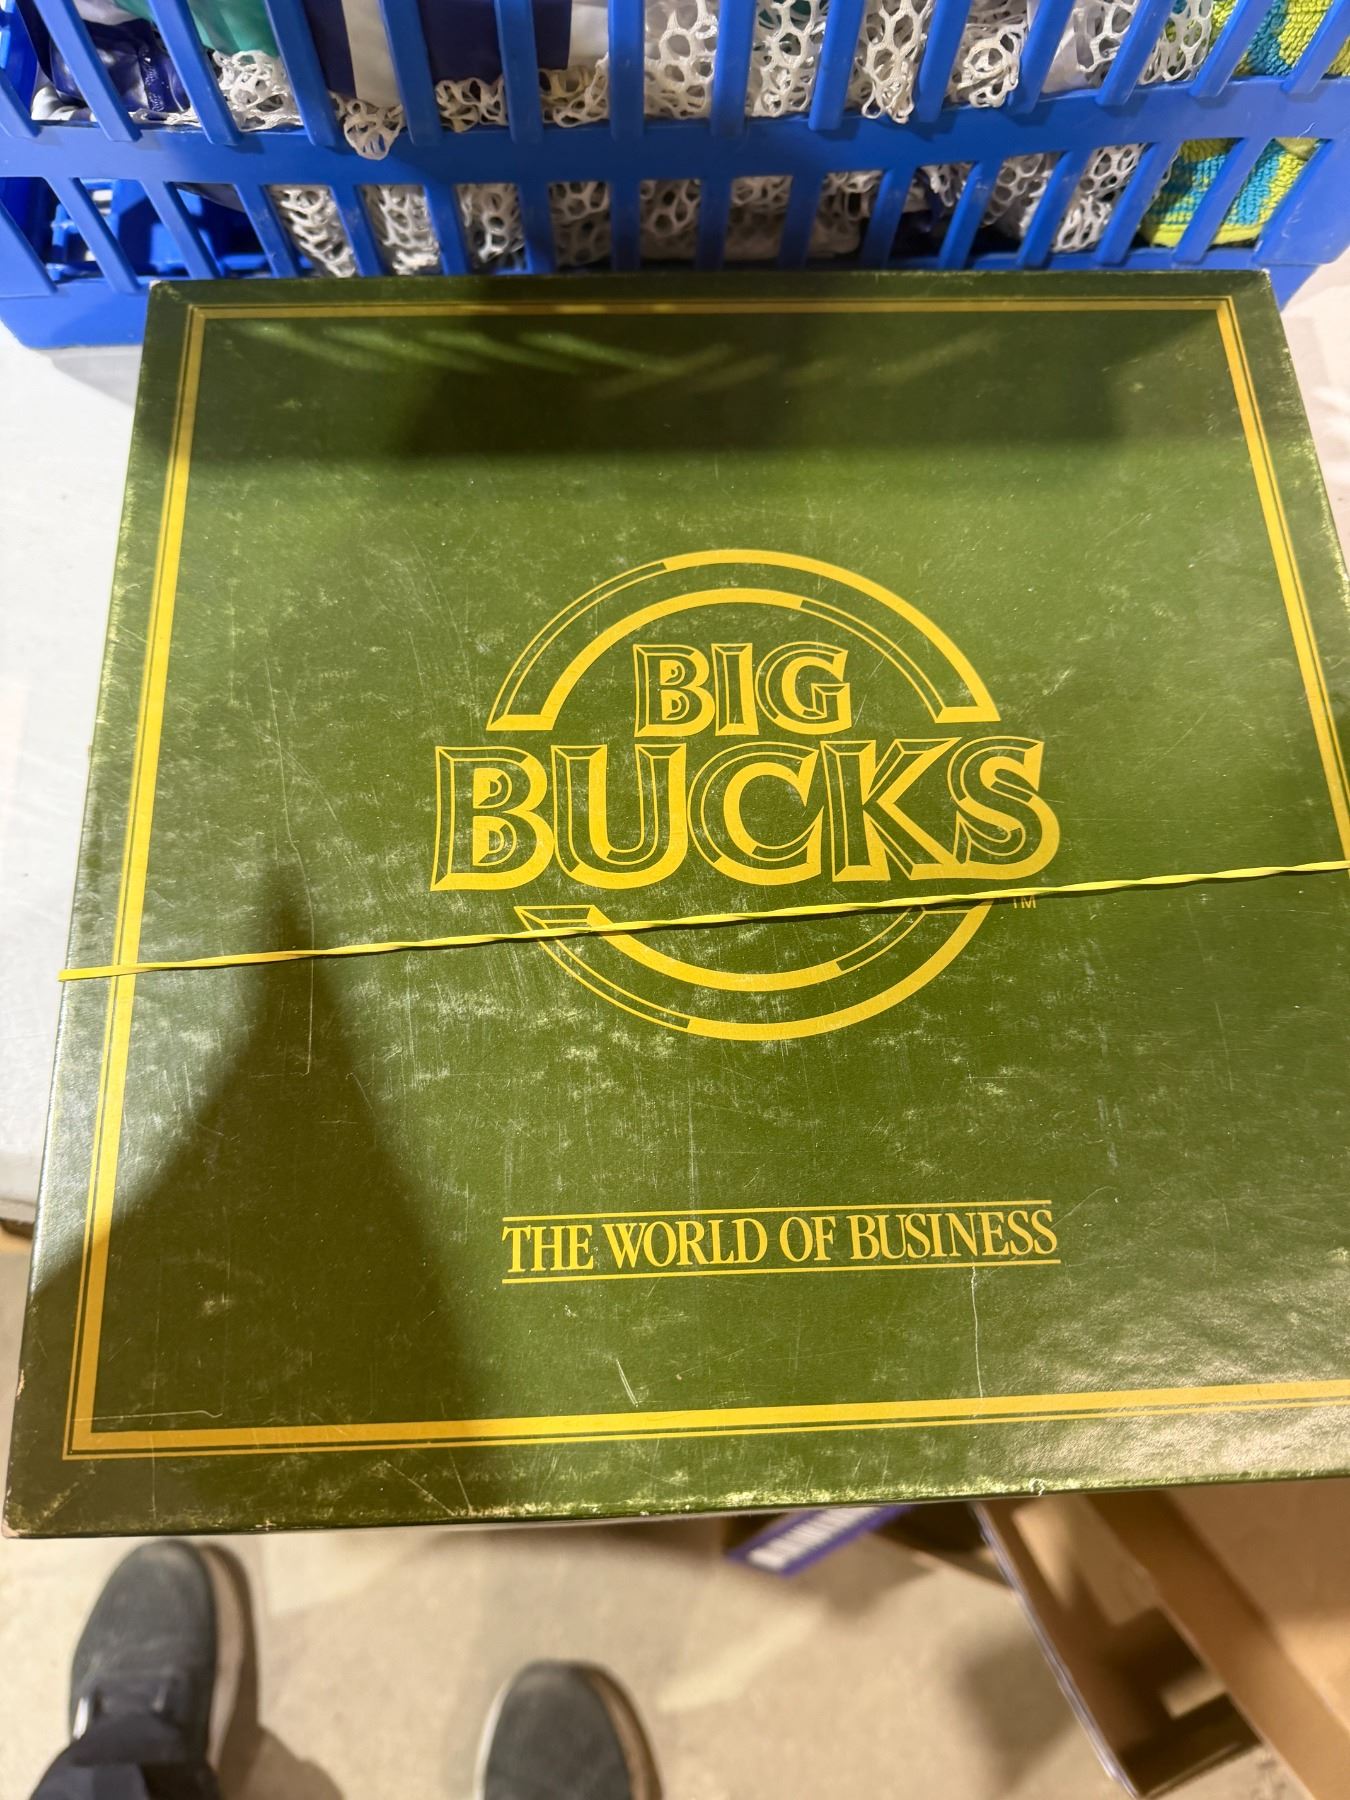 BIG
BUCKS
TM
THE WORLD OF BUSINESS